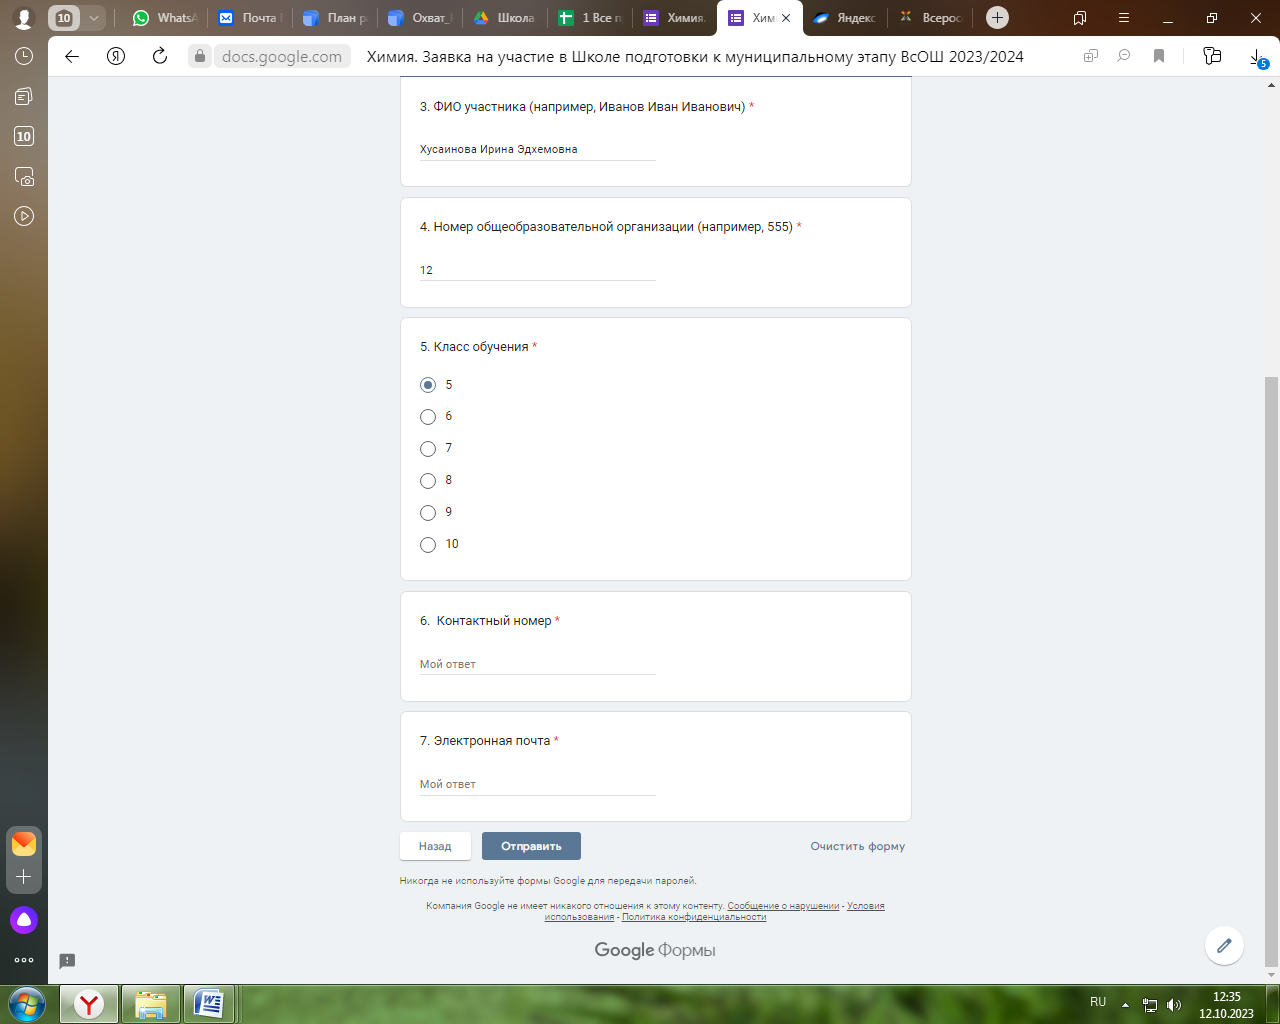 10
WhatsA
Почта
План р
Охват_
Школа
1 Все п
Химия.
Хими
Яндекс
Всерос
docs.google.com
Химия. Заявка на участие в Школе подготовки к муниципальному этапу ВсОШ 2023/2024
5
10
3. ФИО участника (например, Иванов Иван Иванович) *
Хусаинова Ирина Эдхемовна
4. Номер общеобразовательной организации (например, 555) *
12
5. Класс обучения *
5
6
7
8
9
10
6. Контактный номер *
Мой ответ
7. Электронная почта *
Мой ответ
Назад
Отправить
Очистить форму
Никогда не используйте формы Google для передачи паролей.
Компания Google не имеет никакого отношения к этому контенту. Сообщение о нарушении - Условия
использования - Политика конфиденциальности
Google Формы
RU
12:35
12.10.2023